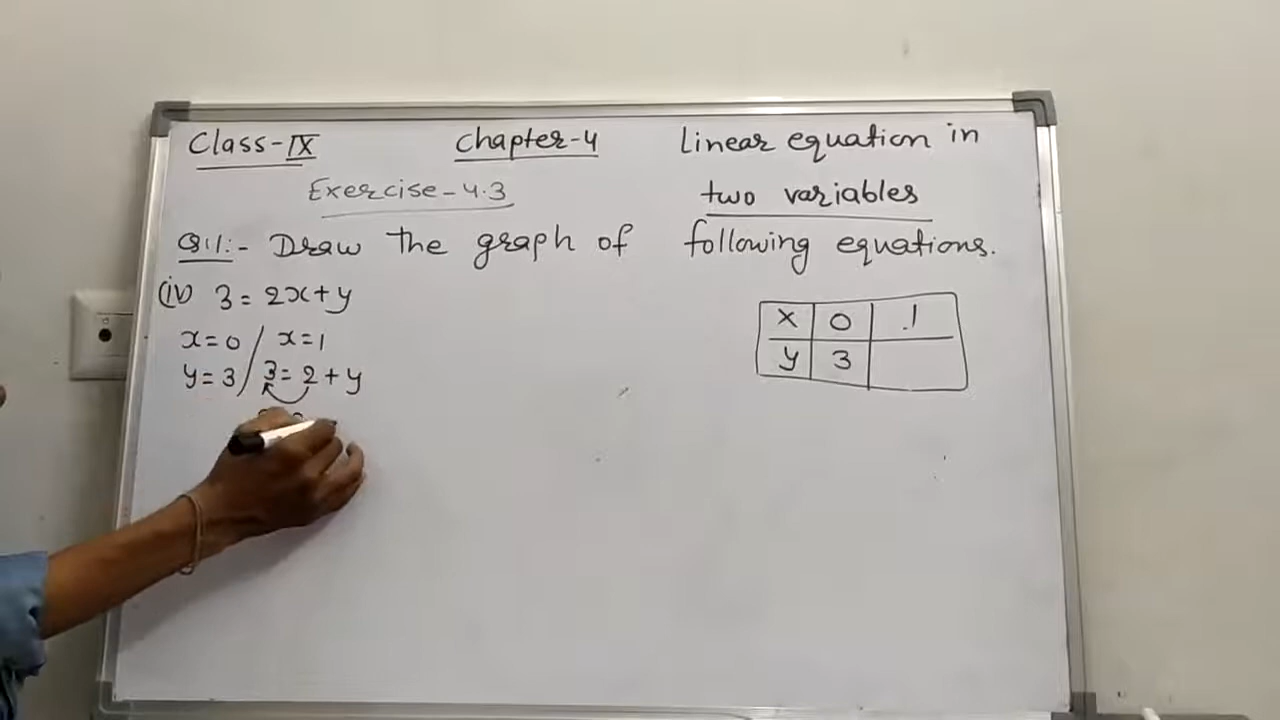 Class-IX Chapter-4 Linear equation in
Exercise-4.3 two variables
Q1:- Draw the graph of following equations.
(iv) 3 = 2x+y
x=0 / x=1
y=3 / 3=2+y
x 0 1
y 3